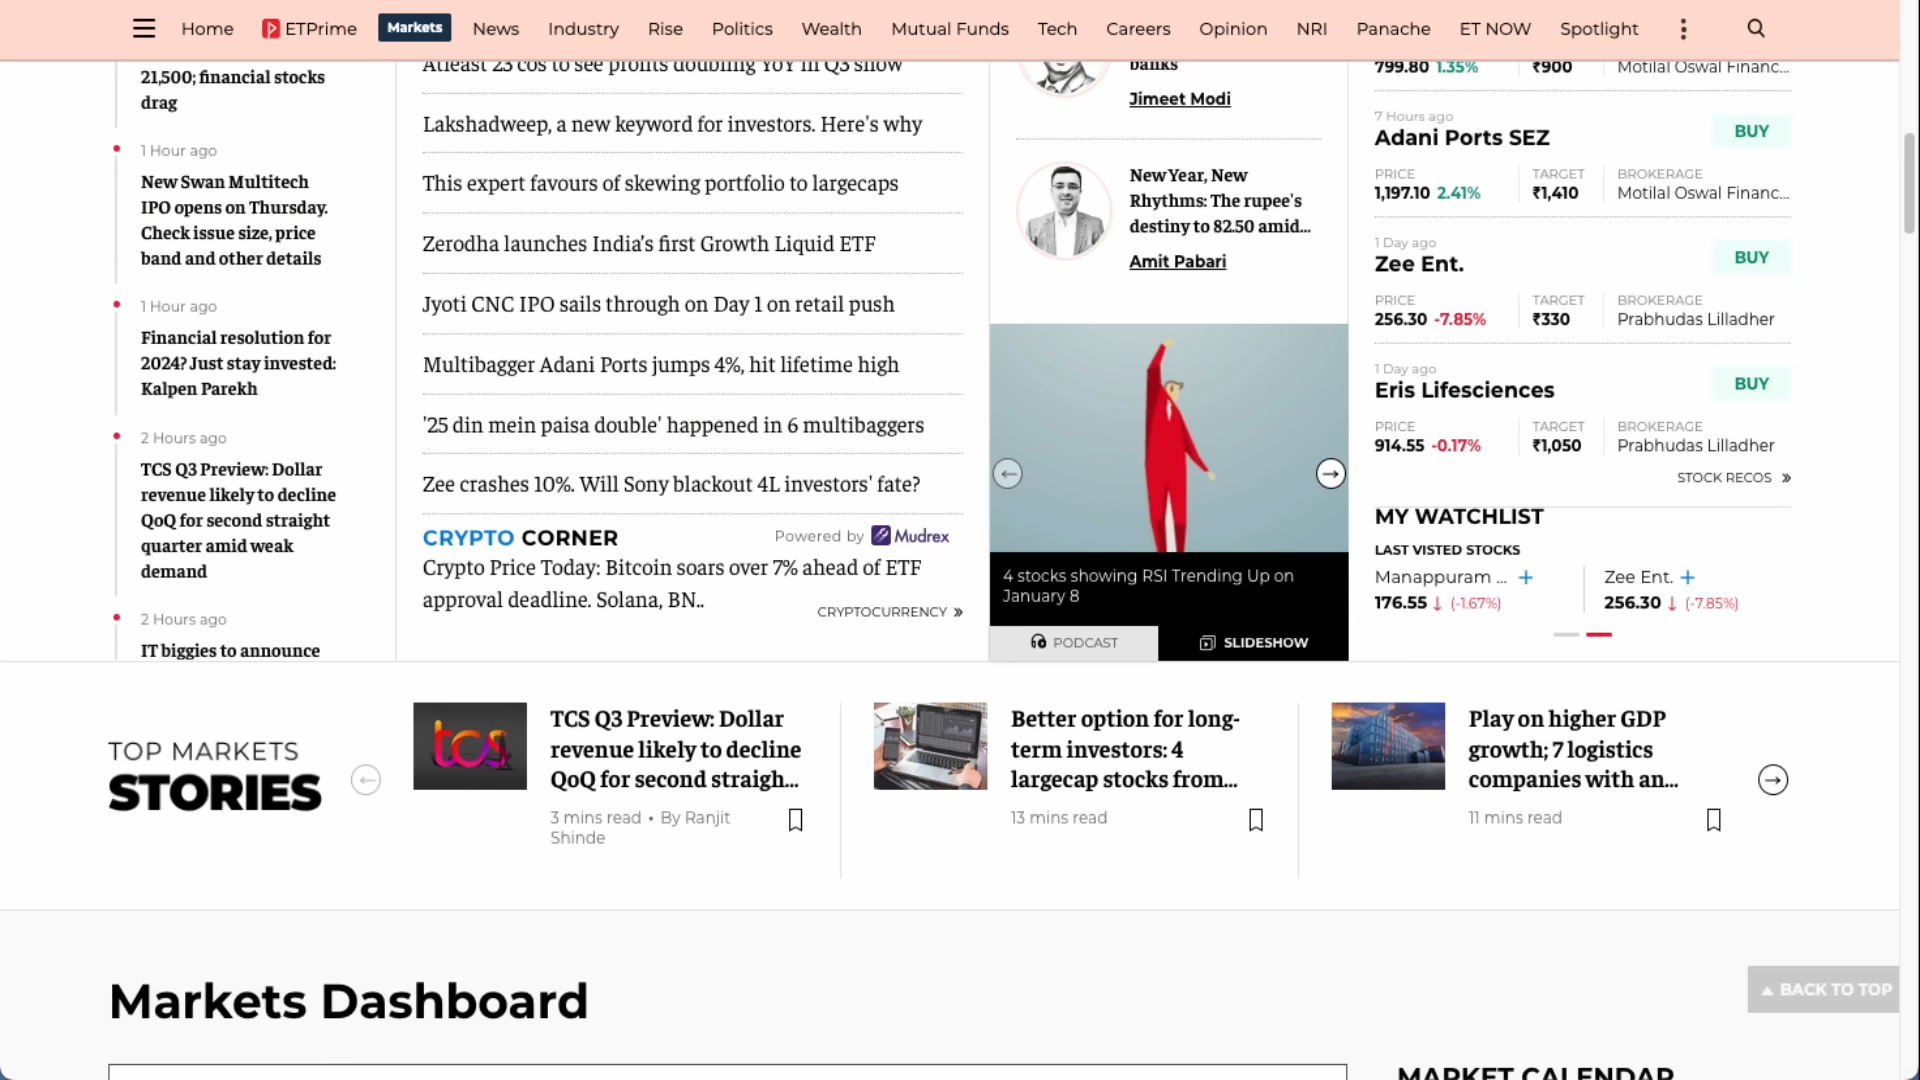 Home
ETPrime
Markets
News
Industry
Rise
Politics
Wealth
Mutual Funds
Tech
Careers
Opinion
NRI
Panache
ET NOW
Spotlight
21,500; financial stocks
drag
1 Hour ago
New Swan Multitech
IPO opens on Thursday.
Check issue size, price
band and other details
1 Hour ago
Financial resolution for
2024? Just stay invested:
Kalpen Parekh
2 Hours ago
TCS Q3 Preview: Dollar
revenue likely to decline
QoQ for second straight
quarter amid weak
demand
2 Hours ago
IT biggies to announce
Atleast 23 cos to see profits doubling YoY in Q3 show
Lakshadweep, a new keyword for investors. Here's why
This expert favours of skewing portfolio to largecaps
Zerodha launches India’s first Growth Liquid ETF
Jyoti CNC IPO sails through on Day 1 on retail push
Multibagger Adani Ports jumps 4%, hit lifetime high
'25 din mein paisa double' happened in 6 multibaggers
Zee crashes 10%. Will Sony blackout 4L investors' fate?
CRYPTO CORNER
Powered by Mudrex
Crypto Price Today: Bitcoin soars over 7% ahead of ETF
approval deadline. Solana, BN..
CRYPTOCURRENCY »
banks
Jimeet Modi
New Year, New
Rhythms: The rupee's
destiny to 82.50 amid...
Amit Pabari
tcs
4 stocks showing RSI Trending Up on
January 8
PODCAST
SLIDESHOW
799.80 1.35%
₹900
Motilal Oswal Financ...
7 Hours ago
Adani Ports SEZ
BUY
PRICE
TARGET
BROKERAGE
1,197.10 2.41%
₹1,410
Motilal Oswal Financ...
1 Day ago
Zee Ent.
BUY
PRICE
TARGET
BROKERAGE
256.30 -7.85%
₹330
Prabhudas Lilladher
1 Day ago
Eris Lifesciences
BUY
PRICE
TARGET
BROKERAGE
914.55 -0.17%
₹1,050
Prabhudas Lilladher
STOCK RECOS »
MY WATCHLIST
LAST VISTED STOCKS
Manappuram ... +
176.55 ↓ (-1.67%)
Zee Ent. +
256.30 ↓ (-7.85%)
TOP MARKETS
STORIES
TCS Q3 Preview: Dollar
revenue likely to decline
QoQ for second straigh...
3 mins read • By Ranjit
Shinde
Better option for long-
term investors: 4
largecap stocks from...
13 mins read
Play on higher GDP
growth; 7 logistics
companies with an...
11 mins read
Markets Dashboard
BACK TO TOP
MARKET CALENDAR